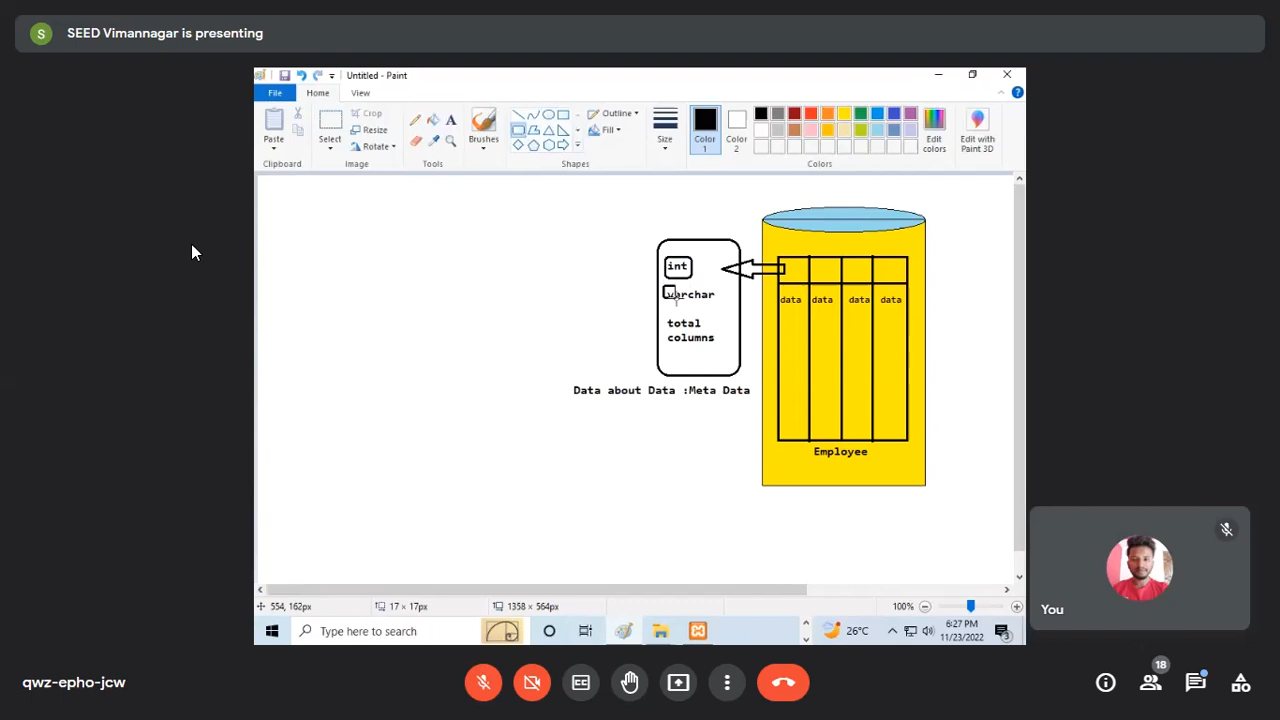 S SEED Vimannagar is presenting
Untitled - Paint
File Home View
Paste
Clipboard
Select
Crop
Resize
Rotate
Image
Tools
Brushes
Outline
Fill
Shapes
Size
Color 1
Color 2
Edit colors
Colors
Edit with Paint 3D
int
varchar
total
columns
Data about Data :Meta Data
data data data data
Employee
554, 162px 17 × 17px 1358 × 564px 100%
Type here to search 26°C 6:27 PM
11/23/2022
3
You
qwz-epho-jcw
CC
18